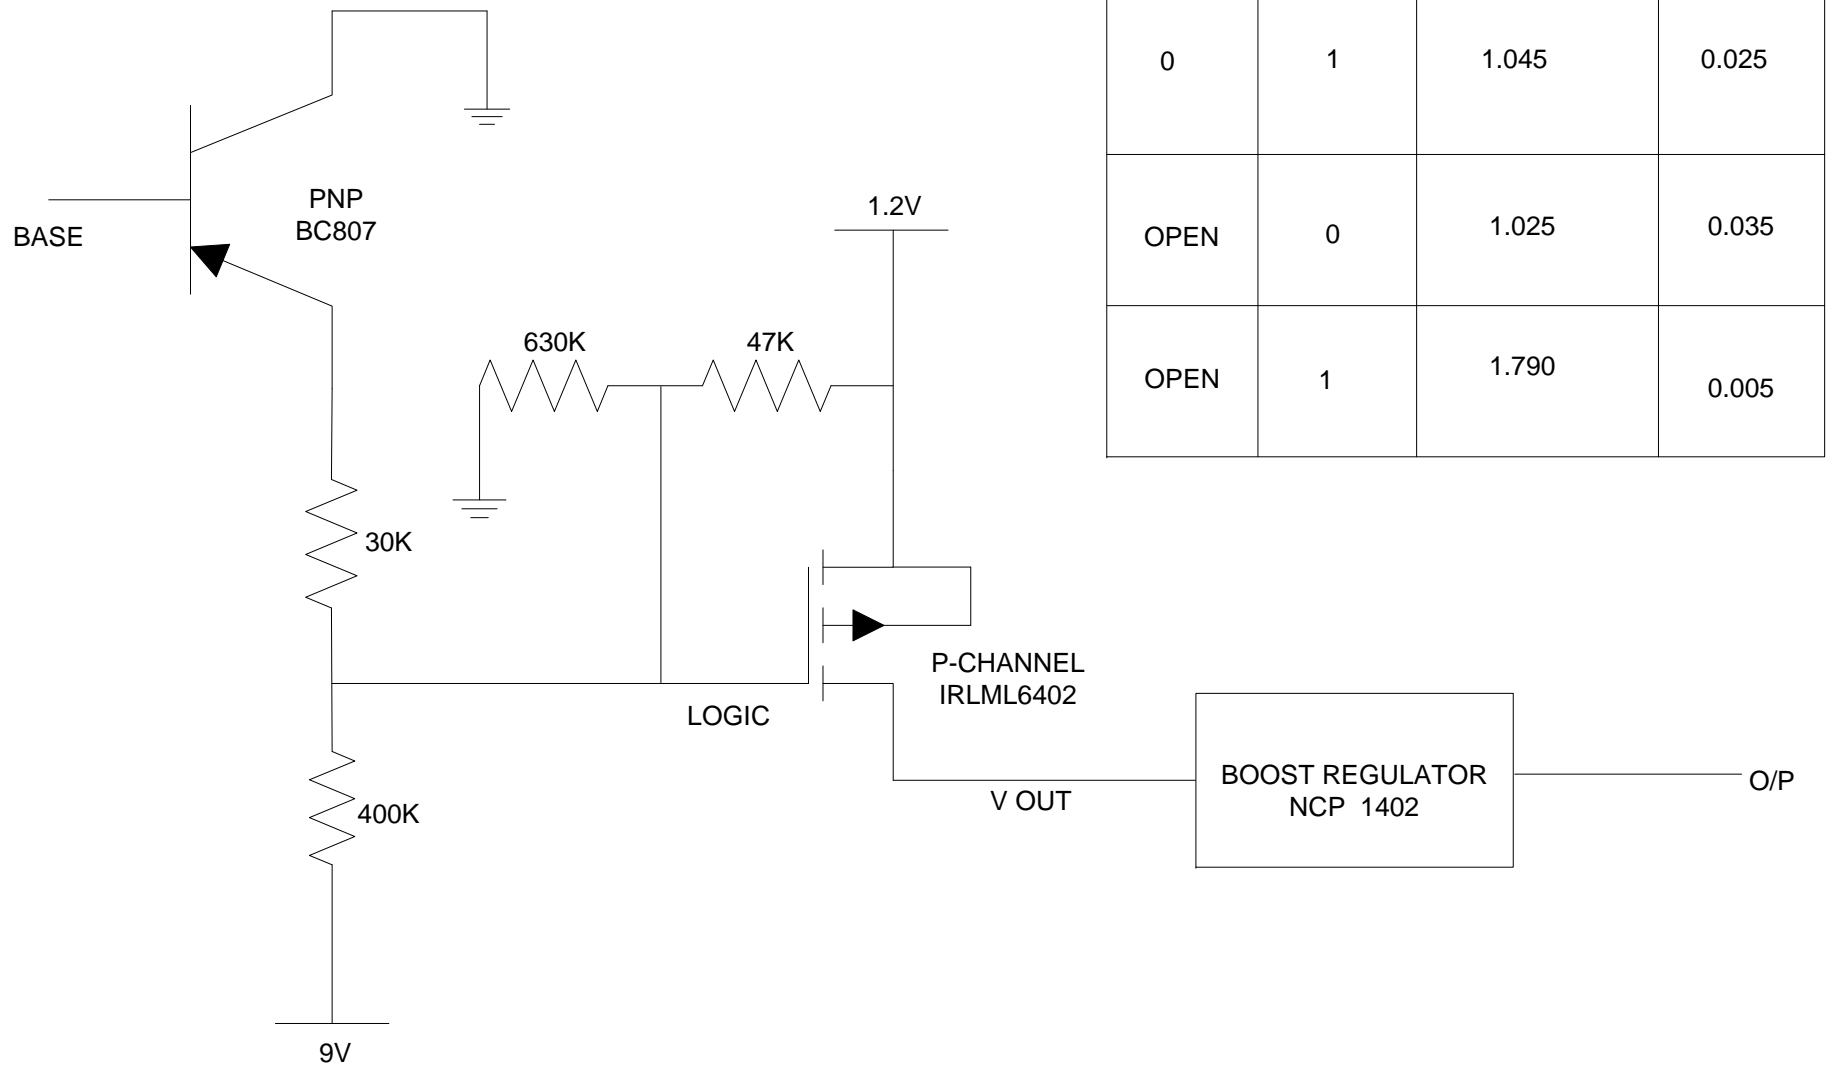 0 1 1.045 0.025
PNP
BC807
BASE
1.2V
OPEN 0 1.025 0.035
630K 47K
OPEN 1 1.790 0.005
30K
P-CHANNEL
IRLML6402
LOGIC
BOOST REGULATOR
NCP 1402
O/P
V OUT
400K
9V